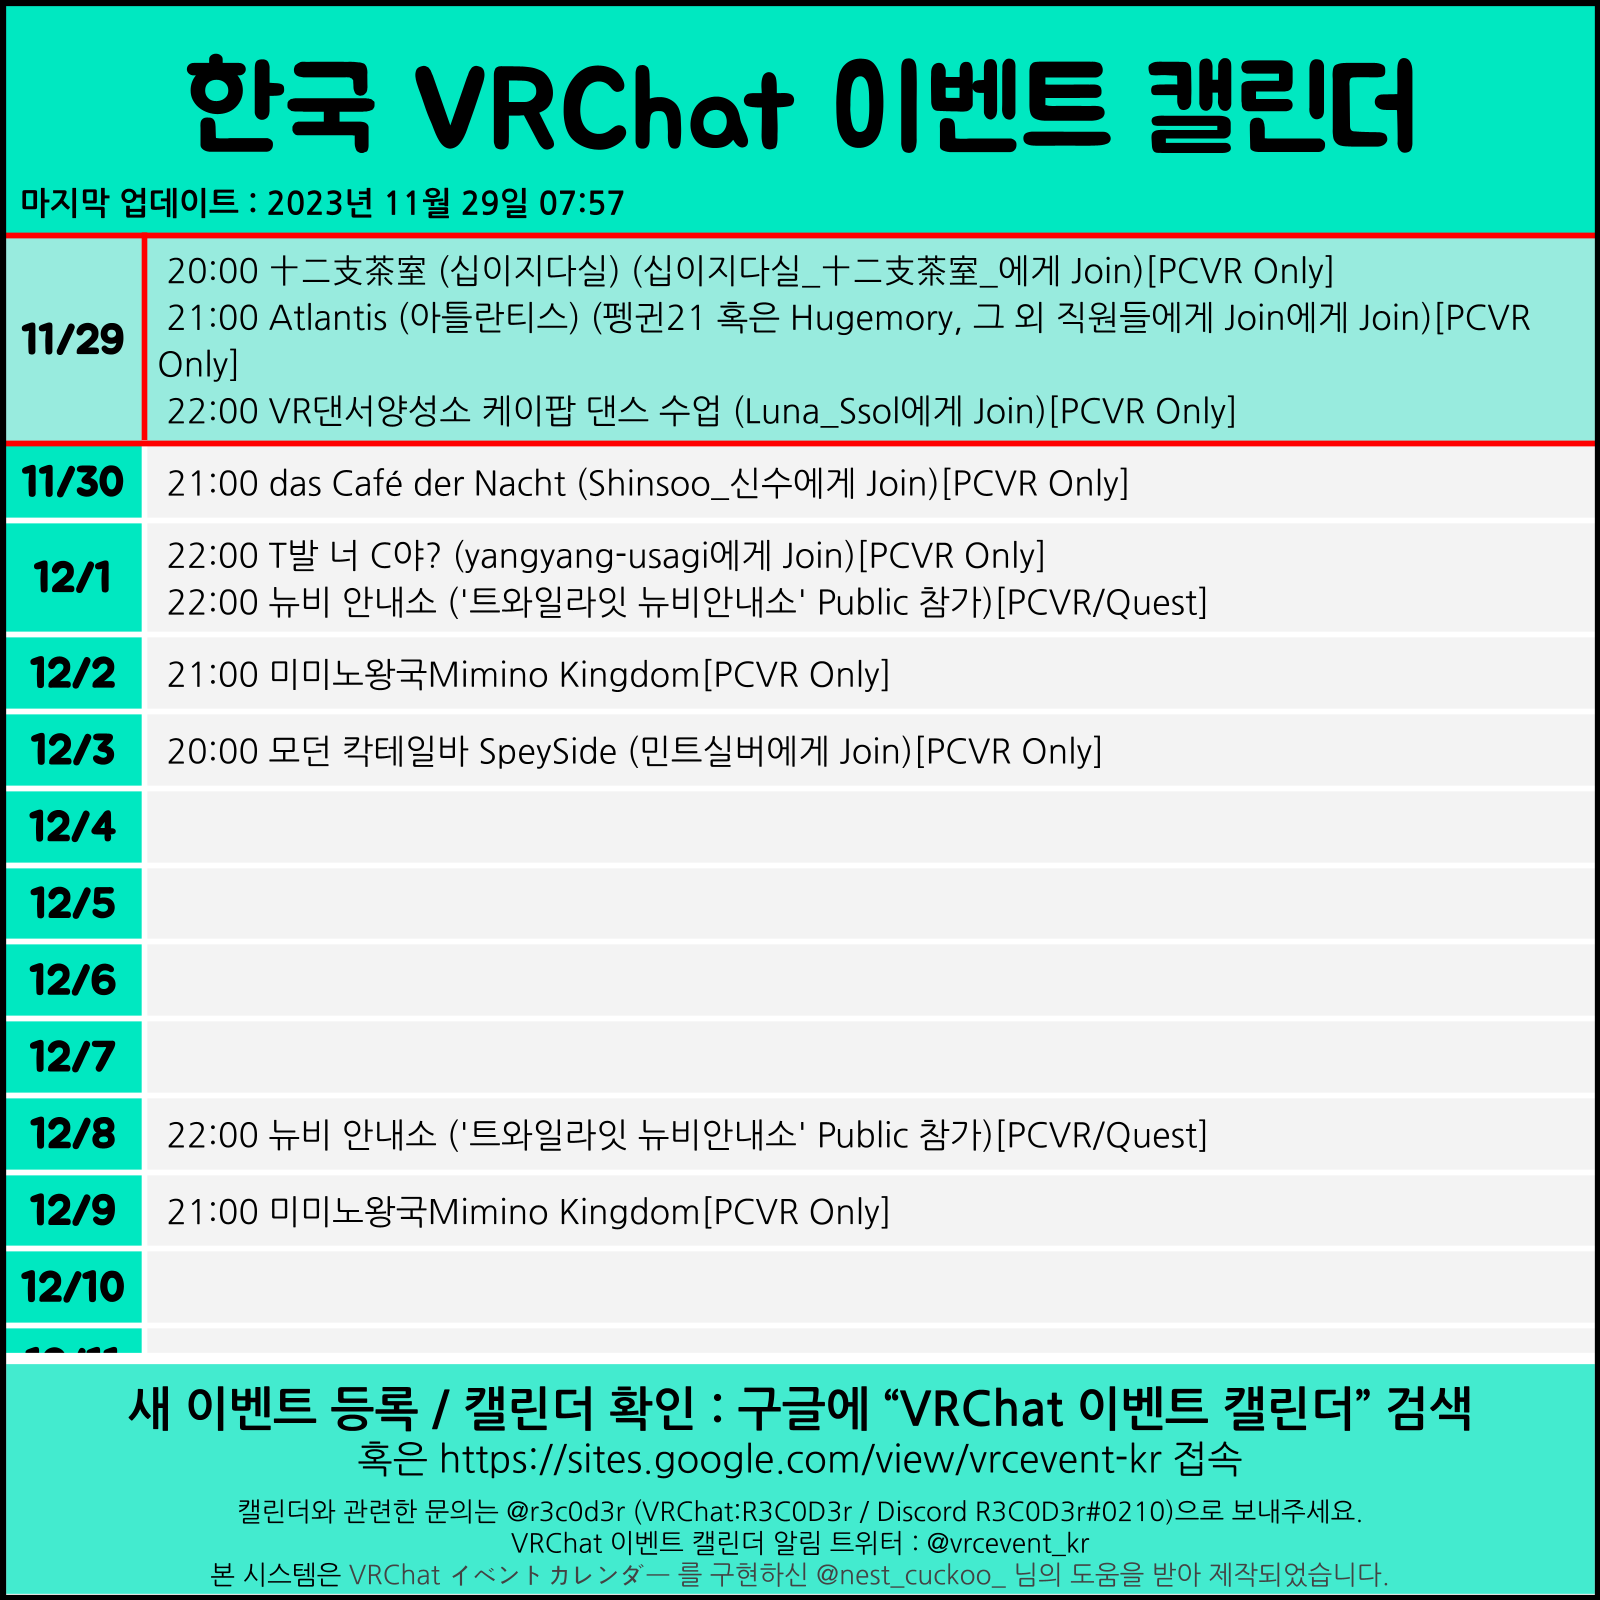 한국 VRChat 이벤트 캘린더
마지막 업데이트 : 2023년 11월 29일 07:57
11/29
20:00 十二支茶室 (십이지다실) (십이지다실_十二支茶室_에게 Join)[PCVR Only]
21:00 Atlantis (아틀란티스) (펭귄21 혹은 Hugemory, 그 외 직원들에게 Join에게 Join)[PCVR
Only]
22:00 VR댄서양성소 케이팝 댄스 수업 (Luna_Ssol에게 Join)[PCVR Only]
11/30
21:00 das Café der Nacht (Shinsoo_신수에게 Join)[PCVR Only]
12/1
22:00 T발 너 C야? (yangyang-usagi에게 Join)[PCVR Only]
22:00 뉴비 안내소 ('트와일라잇 뉴비안내소' Public 참가)[PCVR/Quest]
12/2
21:00 미미노왕국Mimino Kingdom[PCVR Only]
12/3
20:00 모던 칵테일바 SpeySide (민트실버에게 Join)[PCVR Only]
12/4
12/5
12/6
12/7
12/8
22:00 뉴비 안내소 ('트와일라잇 뉴비안내소' Public 참가)[PCVR/Quest]
12/9
21:00 미미노왕국Mimino Kingdom[PCVR Only]
12/10
12/11
새 이벤트 등록 / 캘린더 확인 : 구글에 “VRChat 이벤트 캘린더” 검색
혹은 https://sites.google.com/view/vrcevent-kr 접속
캘린더와 관련한 문의는 @r3c0d3r (VRChat:R3C0D3r / Discord R3C0D3r#0210)으로 보내주세요.
VRChat 이벤트 캘린더 알림 트위터 : @vrcevent_kr
본 시스템은 VRChat イベントカレンダー 를 구현하신 @nest_cuckoo_ 님의 도움을 받아 제작되었습니다.